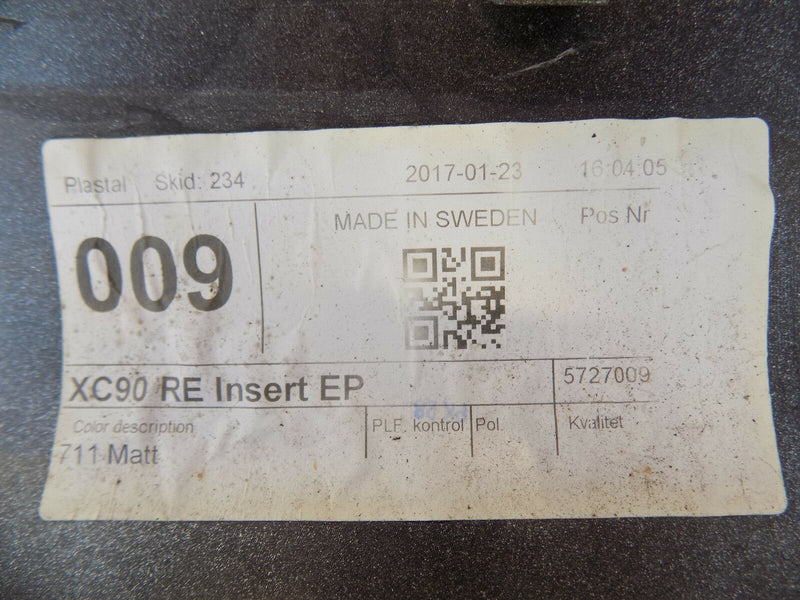 Plastal Skid: 234 2017-01-23 16:04:05
009 MADE IN SWEDEN Pos Nr
XC90 RE Insert EP 5727009
Color description PLF. kontrol Pol. Kvalitet
711 Matt